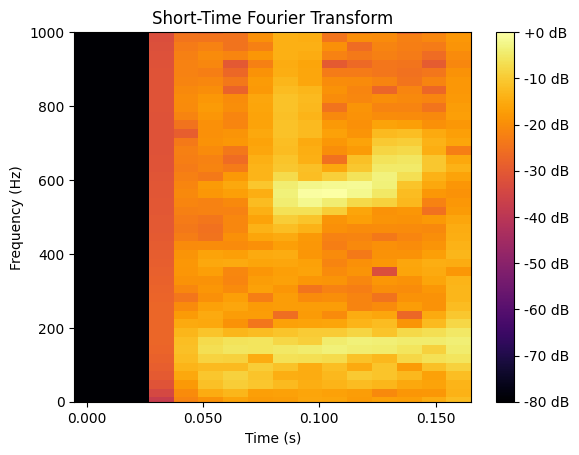 Short-Time Fourier Transform
1000
800
600
400
200
0
Frequency (Hz)
0.000
0.050
0.100
0.150
Time (s)
+0 dB
-10 dB
-20 dB
-30 dB
-40 dB
-50 dB
-60 dB
-70 dB
-80 dB